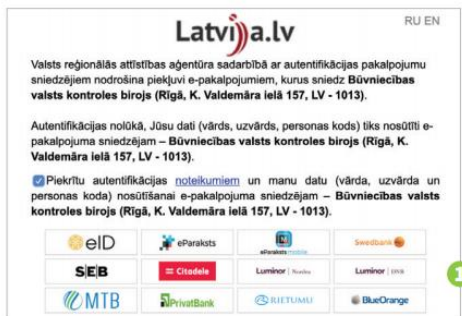 Latvija.lv
RU EN
Valsts reģionālās attīstības aģentūra sadarbībā ar autentifikācijas pakalpojumu
sniedzējiem nodrošina piekļuvi e-pakalpojumiem, kurus sniedz Būvniecības
valsts kontroles birojs (Rīgā, K. Valdemāra ielā 157, LV - 1013).
Autentifikācijas nolūkā, Jūsu dati (vārds, uzvārds, personas kods) tiks nosūtīti e-
pakalpojuma sniedzējam – Būvniecības valsts kontroles birojs (Rīgā, K.
Valdemāra ielā 157, LV - 1013).
Piekrītu autentifikācijas noteikumiem un manu datu (vārda, uzvārda un
personas koda) nosūtīšanai e-pakalpojuma sniedzējam – Būvniecības valsts
kontroles birojs (Rīgā, K. Valdemāra ielā 157, LV - 1013).
eID eParaksts eParaksts mobile Swedbank
SEB Citadele Luminor | Nordea Luminor | DNB
MTB PrivatBank RIETUMU BlueOrange
1